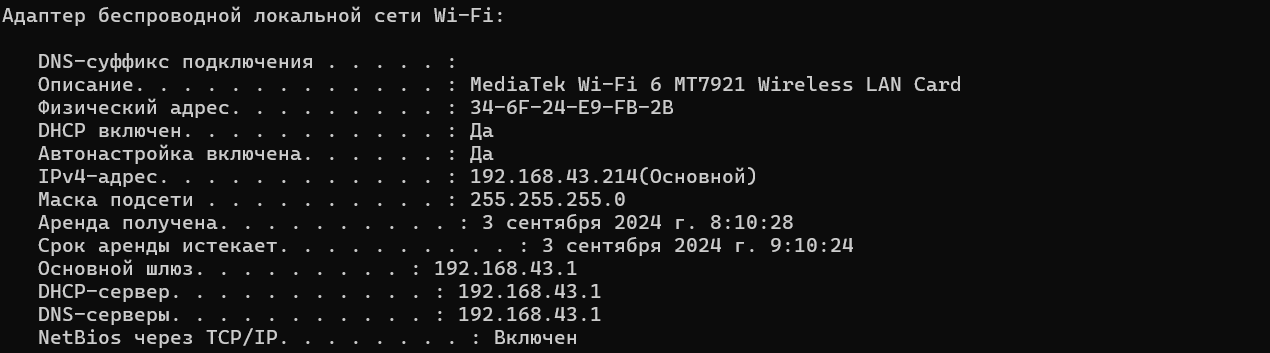 Адаптер беспроводной локальной сети Wi-Fi:
DNS-суффикс подключения . . . . . :
Описание. . . . . . . . . . . . . : MediaTek Wi-Fi 6 MT7921 Wireless LAN Card
Физический адрес. . . . . . . . . : 34-6F-24-E9-FB-2B
DHCP включен. . . . . . . . . . . : Да
Автонастройка включена. . . . . . : Да
IPv4-адрес. . . . . . . . . . . . : 192.168.43.214(Основной)
Маска подсети . . . . . . . . . . : 255.255.255.0
Аренда получена. . . . . . . . . . : 3 сентября 2024 г. 8:10:28
Срок аренды истекает. . . . . . . . . . : 3 сентября 2024 г. 9:10:24
Основной шлюз. . . . . . . . . : 192.168.43.1
DHCP-сервер. . . . . . . . . . . : 192.168.43.1
DNS-серверы. . . . . . . . . . . : 192.168.43.1
NetBios через TCP/IP. . . . . . . . : Включен